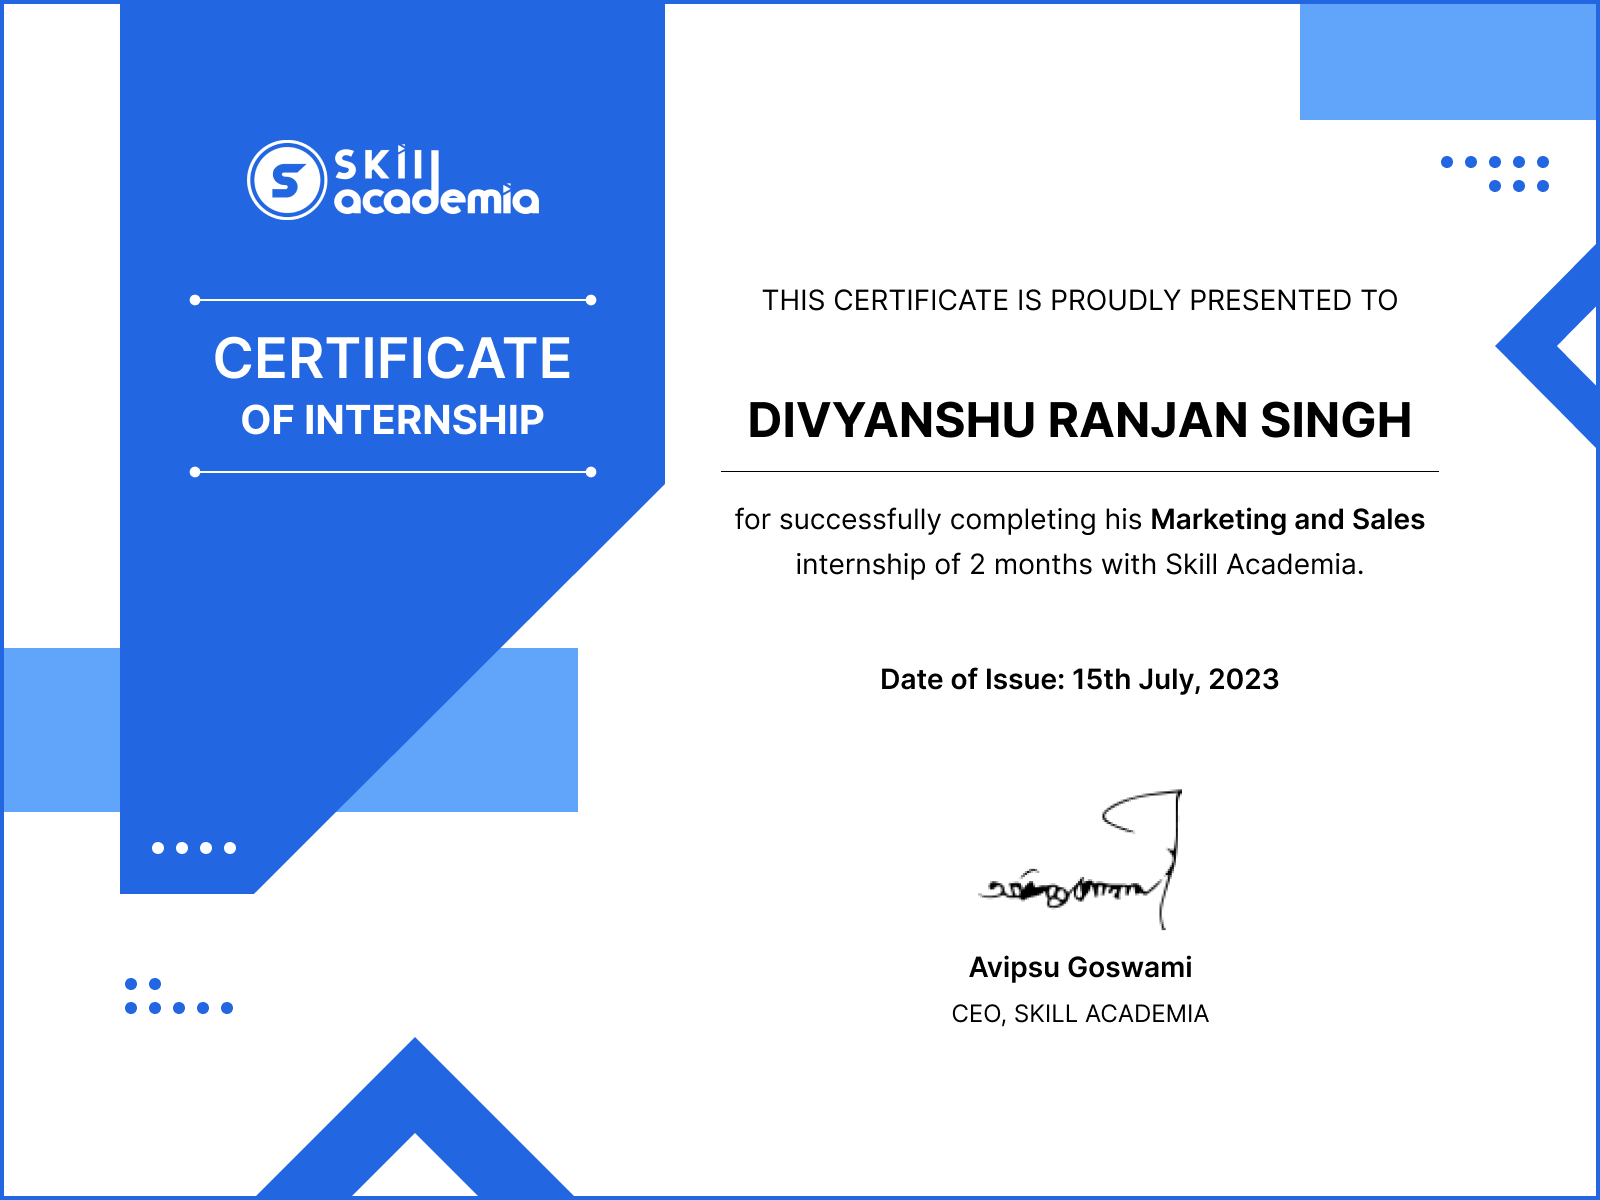 Skill
academia
CERTIFICATE
OF INTERNSHIP
THIS CERTIFICATE IS PROUDLY PRESENTED TO
DIVYANSHU RANJAN SINGH
for successfully completing his Marketing and Sales
internship of 2 months with Skill Academia.
Date of Issue: 15th July, 2023
Avipsu Goswami
CEO, SKILL ACADEMIA